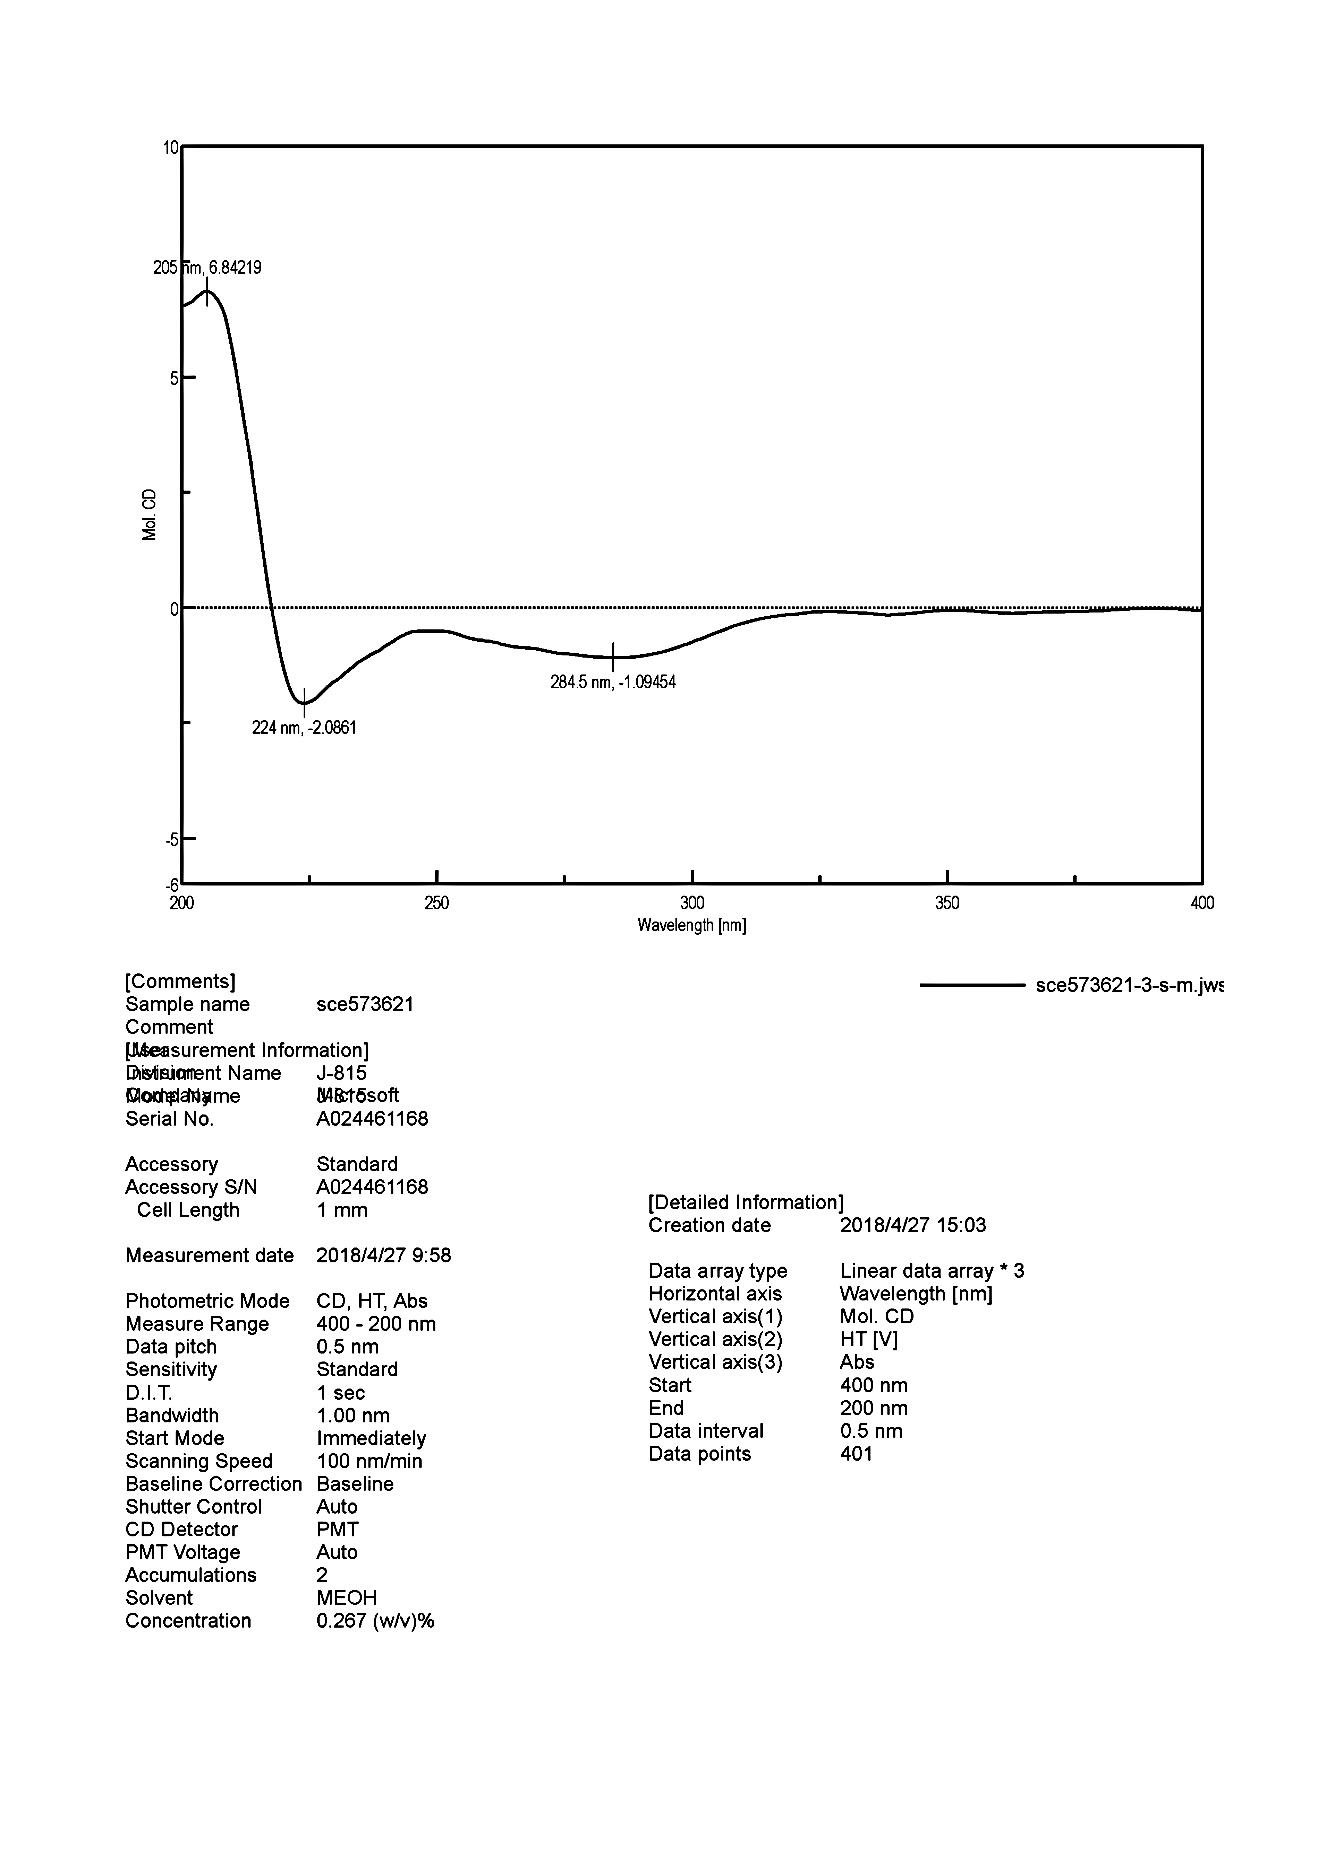 10
205 nm, 6.84219
5
Mol. CD
0
284.5 nm, -1.09454
224 nm, -2.0861
-5
-6
200 250 300 350 400
Wavelength [nm]
[Comments]
sce573621-3-s-m.jws
Sample name sce573621
Comment
User
[Measurement Information]
Division
Instrument Name J-815
Company Microsoft
Model Name J-815
Serial No. A024461168
Accessory Standard
Accessory S/N A024461168
Cell Length 1 mm
Measurement date 2018/4/27 9:58
Photometric Mode CD, HT, Abs
Measure Range 400 - 200 nm
Data pitch 0.5 nm
Sensitivity Standard
D.I.T. 1 sec
Bandwidth 1.00 nm
Start Mode Immediately
Scanning Speed 100 nm/min
Baseline Correction Baseline
Shutter Control Auto
CD Detector PMT
PMT Voltage Auto
Accumulations 2
Solvent MEOH
Concentration 0.267 (w/v)%
[Detailed Information]
Creation date 2018/4/27 15:03
Data array type Linear data array * 3
Horizontal axis Wavelength [nm]
Vertical axis(1) Mol. CD
Vertical axis(2) HT [V]
Vertical axis(3) Abs
Start 400 nm
End 200 nm
Data interval 0.5 nm
Data points 401